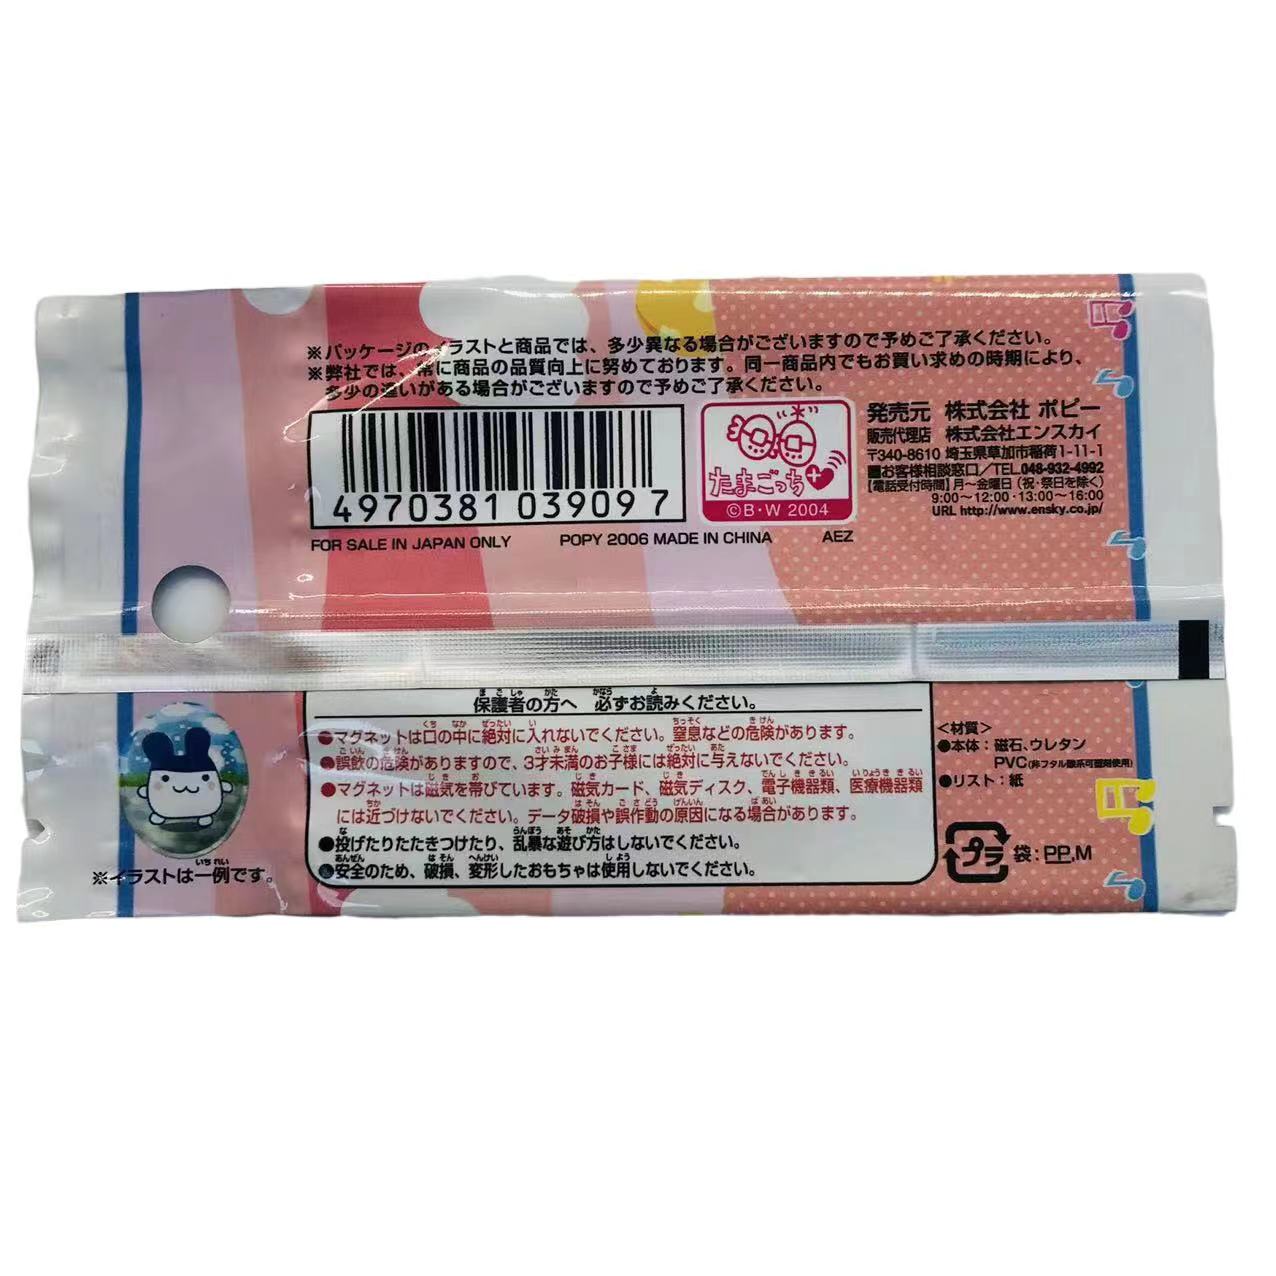 ※パッケージのイラストと商品では、多少異なる場合がございますので予めご了承ください。
※弊社では、常に商品の品質向上に努めております。同一商品内でもお買い求めの時期により、
多少の違いがある場合がございますので予めご了承ください。
4970381039097
FOR SALE IN JAPAN ONLY POPY 2006 MADE IN CHINA AEZ
たまごっち+
©B・W 2004
発売元 株式会社 ポピー
販売代理店 株式会社エンスカイ
〒340-8610 埼玉県草加市稲荷1-11-1
■お客様相談窓口／TEL.048-932-4992
【電話受付時間】月～金曜日（祝・祭日を除く）
9:00～12:00・13:00～16:00
URL http://www.ensky.co.jp/
保護者の方へ 必ずお読みください。
●マグネットは口の中に絶対に入れないでください。窒息などの危険があります。
●誤飲の危険がありますので、3才未満のお子様には絶対に与えないでください。
●マグネットは磁気を帯びています。磁気カード、磁気ディスク、電子機器類、医療機器類
には近づけないでください。データ破損や誤作動の原因になる場合があります。
●投げたりたたきつけたり、乱暴な遊び方はしないでください。
●安全のため、破損、変形したおもちゃは使用しないでください。
※イラストは一例です。
＜材質＞
●本体：磁石、ウレタン
PVC(非フタル酸系可塑剤使用)
●リスト：紙
プラ 袋：PP,M